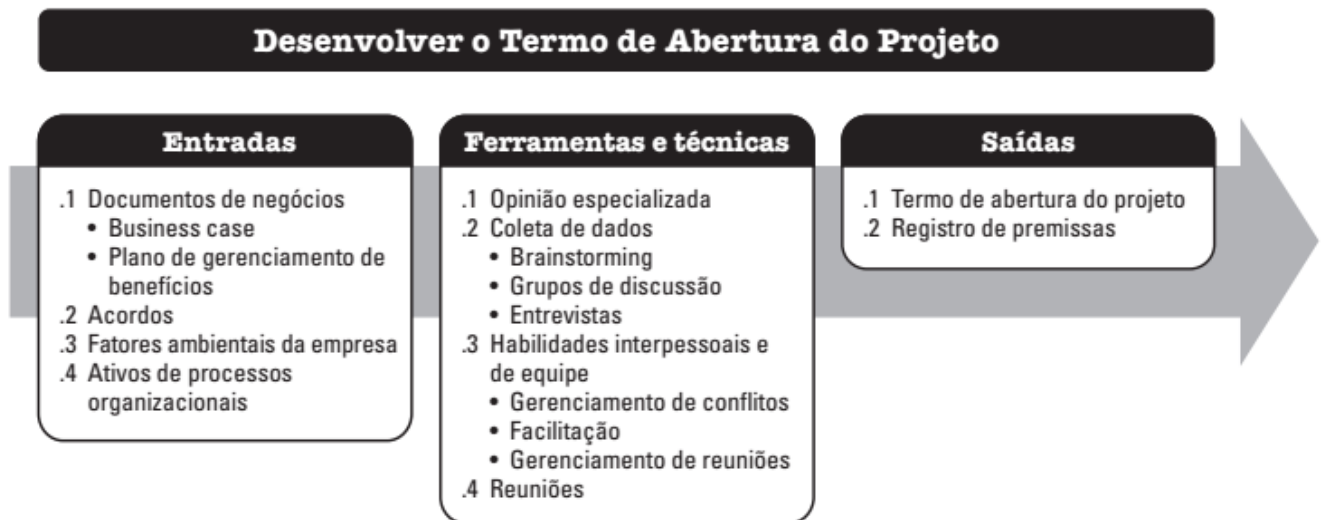 Desenvolver o Termo de Abertura do Projeto
Entradas
.1 Documentos de negócios
• Business case
• Plano de gerenciamento de
benefícios
.2 Acordos
.3 Fatores ambientais da empresa
.4 Ativos de processos
organizacionais
Ferramentas e técnicas
.1 Opinião especializada
.2 Coleta de dados
• Brainstorming
• Grupos de discussão
• Entrevistas
.3 Habilidades interpessoais e
de equipe
• Gerenciamento de conflitos
• Facilitação
• Gerenciamento de reuniões
.4 Reuniões
Saídas
.1 Termo de abertura do projeto
.2 Registro de premissas